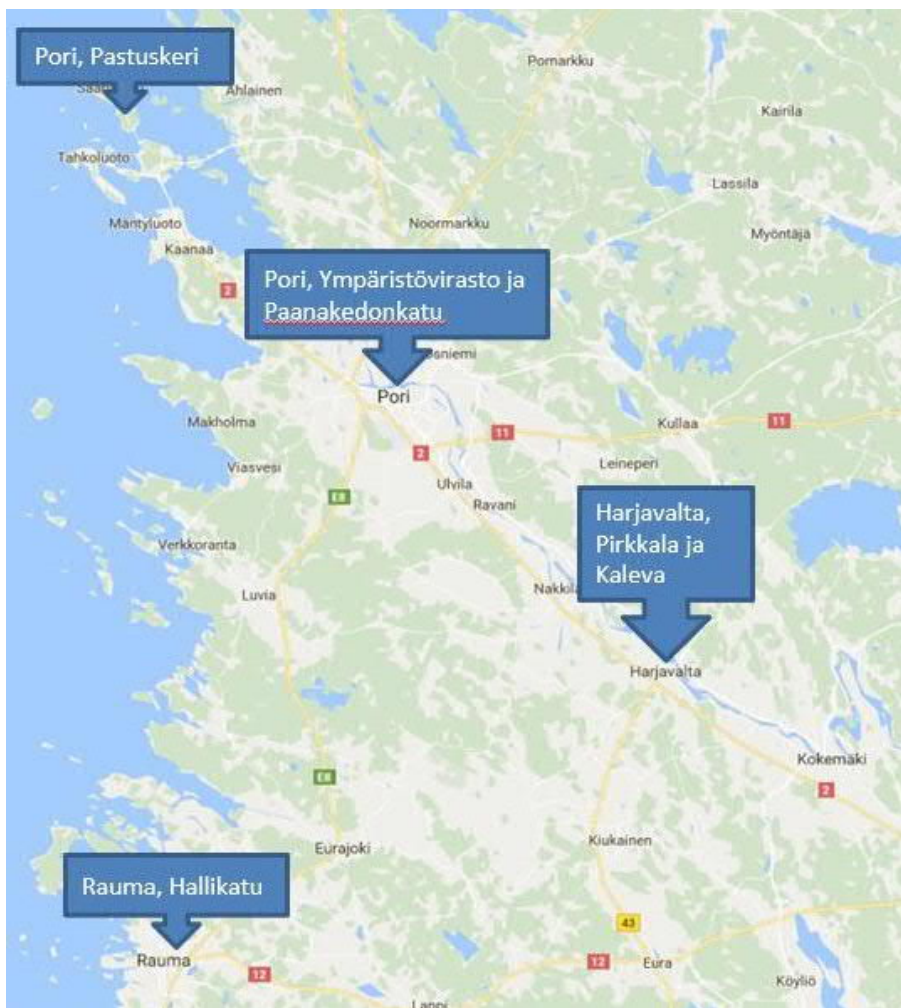 Pori, Pastuskeri
Pomarkku
Ahlainen
Kairila
Tahkoluoto
Lassila
Mäntyluoto
Noormarkku
Myöntäjä
Kaanaa
Pori, Ympäristövirasto ja
Paanakedonkatu
2
Pori
Makholma
Kullaa
11
11
2
Viasvesi
Leineperi
Ulvila
E8
Ravani
Harjavalta,
Pirkkala ja
Kaleva
Verkkoranta
Luvia
Harjavalta
Kokemäki
E8
2
Kiukainen
Eurajoki
Rauma, Hallikatu
43
Rauma
12
12
Eura
Köyliö